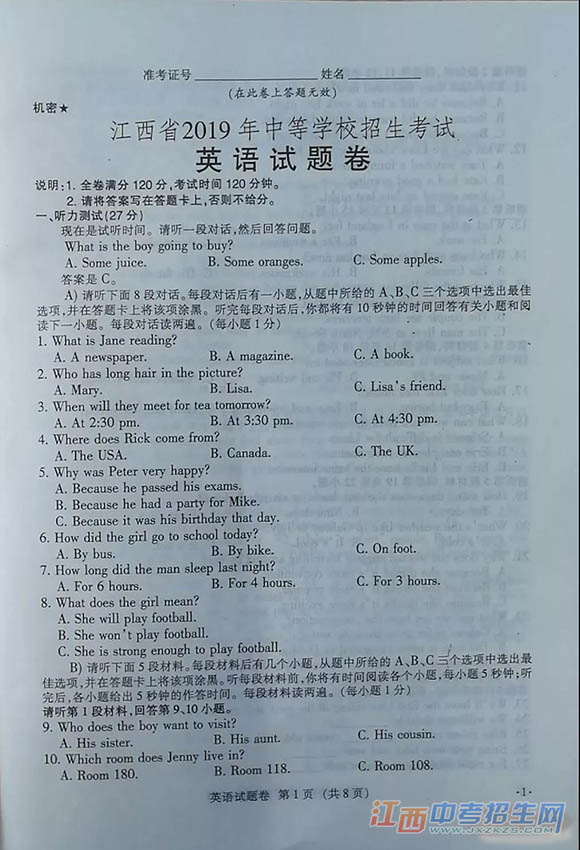 准考证号 姓名
(在此卷上答题无效)
机密★
江西省2019年中等学校招生考试
英语试题卷
说明:1. 全卷满分120分,考试时间120分钟。
2. 请将答案写在答题卡上,否则不给分。
一、听力测试(27分)
现在是试听时间。请听一段对话,然后回答问题。
What is the boy going to buy?
A. Some juice. B. Some oranges. C. Some apples.
答案是C。
A) 请听下面8段对话。每段对话后有一小题,从题中所给的A、B、C三个选项中选出最佳
选项,并在答题卡上将该项涂黑。听完每段对话后,你都将有10秒钟的时间回答有关小题和阅
读下一小题。每段对话读两遍。(每小题1分)
1. What is Jane reading?
A. A newspaper. B. A magazine. C. A book.
2. Who has long hair in the picture?
A. Mary. B. Lisa. C. Lisa's friend.
3. When will they meet for tea tomorrow?
A. At 2:30 pm. B. At 3:30 pm. C. At 4:30 pm.
4. Where does Rick come from?
A. The USA. B. Canada. C. The UK.
5. Why was Peter very happy?
A. Because he passed his exams.
B. Because he had a party for Mike.
C. Because it was his birthday that day.
6. How did the girl go to school today?
A. By bus. B. By bike. C. On foot.
7. How long did the man sleep last night?
A. For 6 hours. B. For 4 hours. C. For 3 hours.
8. What does the girl mean?
A. She will play football.
B. She won't play football.
C. She is strong enough to play football.
B) 请听下面5段材料。每段材料后有几个小题,从题中所给的A、B、C三个选项中选出最
佳选项,并在答题卡上将该项涂黑。听每段材料前,你将有时间阅读各个小题,每小题5秒钟;听
完后,各小题给出5秒钟的作答时间。每段材料读两遍。(每小题1分)
请听第1段材料,回答第9、10小题。
9. Who does the boy want to visit?
A. His sister. B. His aunt. C. His cousin.
10. Which room does Jenny live in?
A. Room 180. B. Room 118. C. Room 108.
英语试题卷 第1页 (共8页) ·1·
江西中考招生网
WWW.JXZKZS.COM